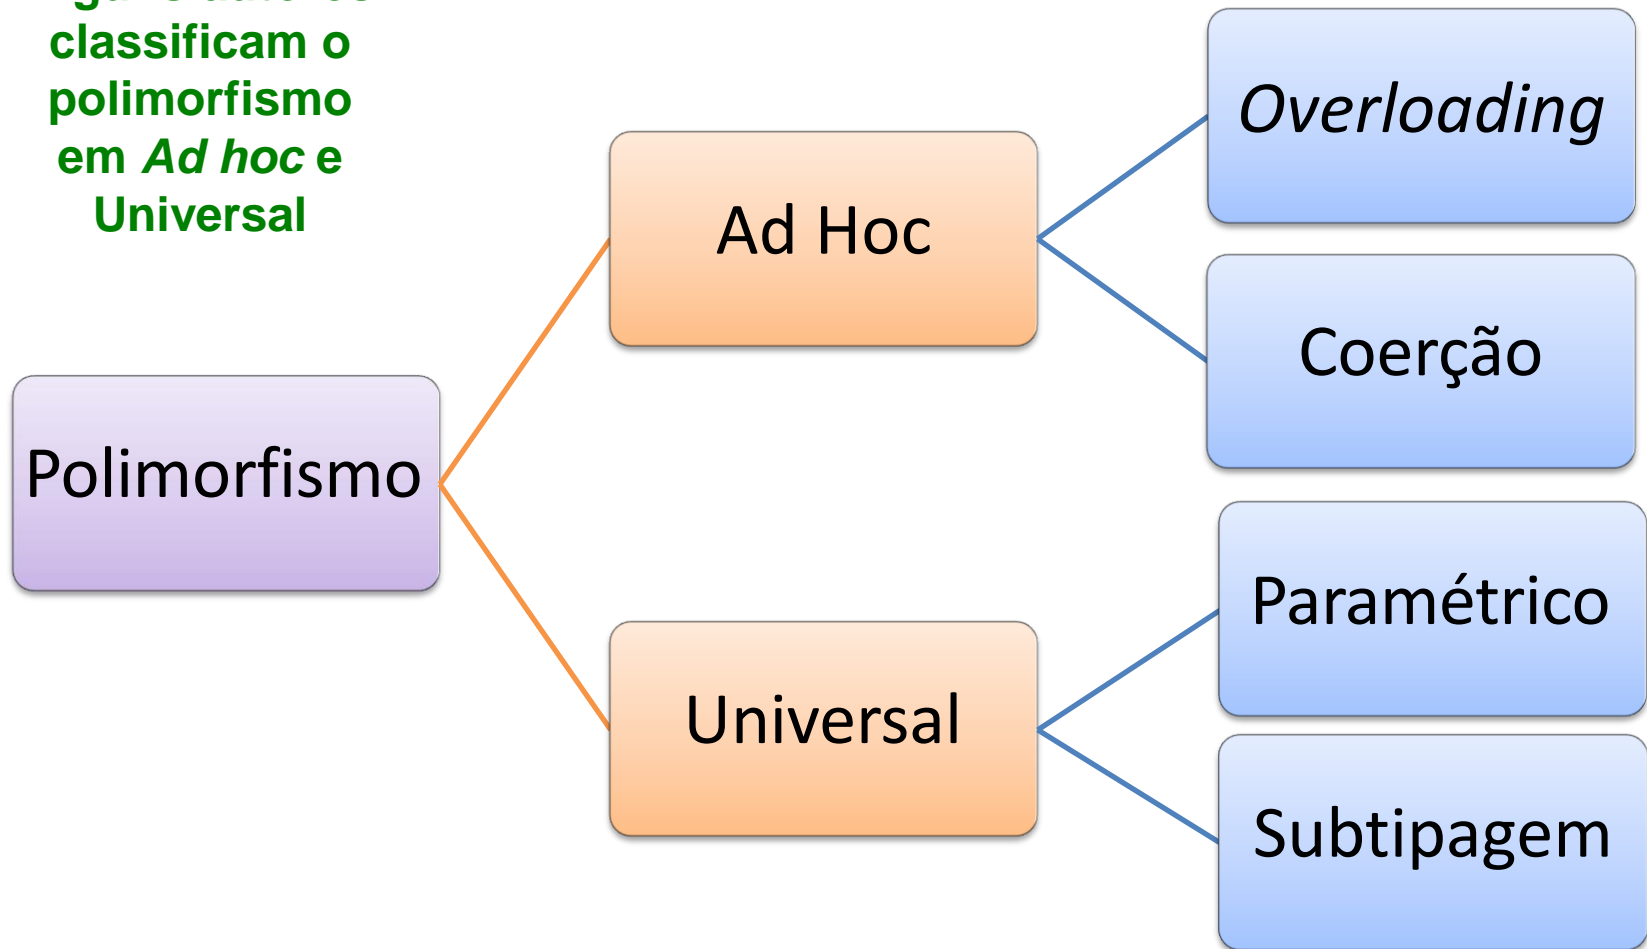 classificam o
polimorfismo
em Ad hoc e
Universal
Overloading
Ad Hoc
Coerção
Polimorfismo
Paramétrico
Universal
Subtipagem